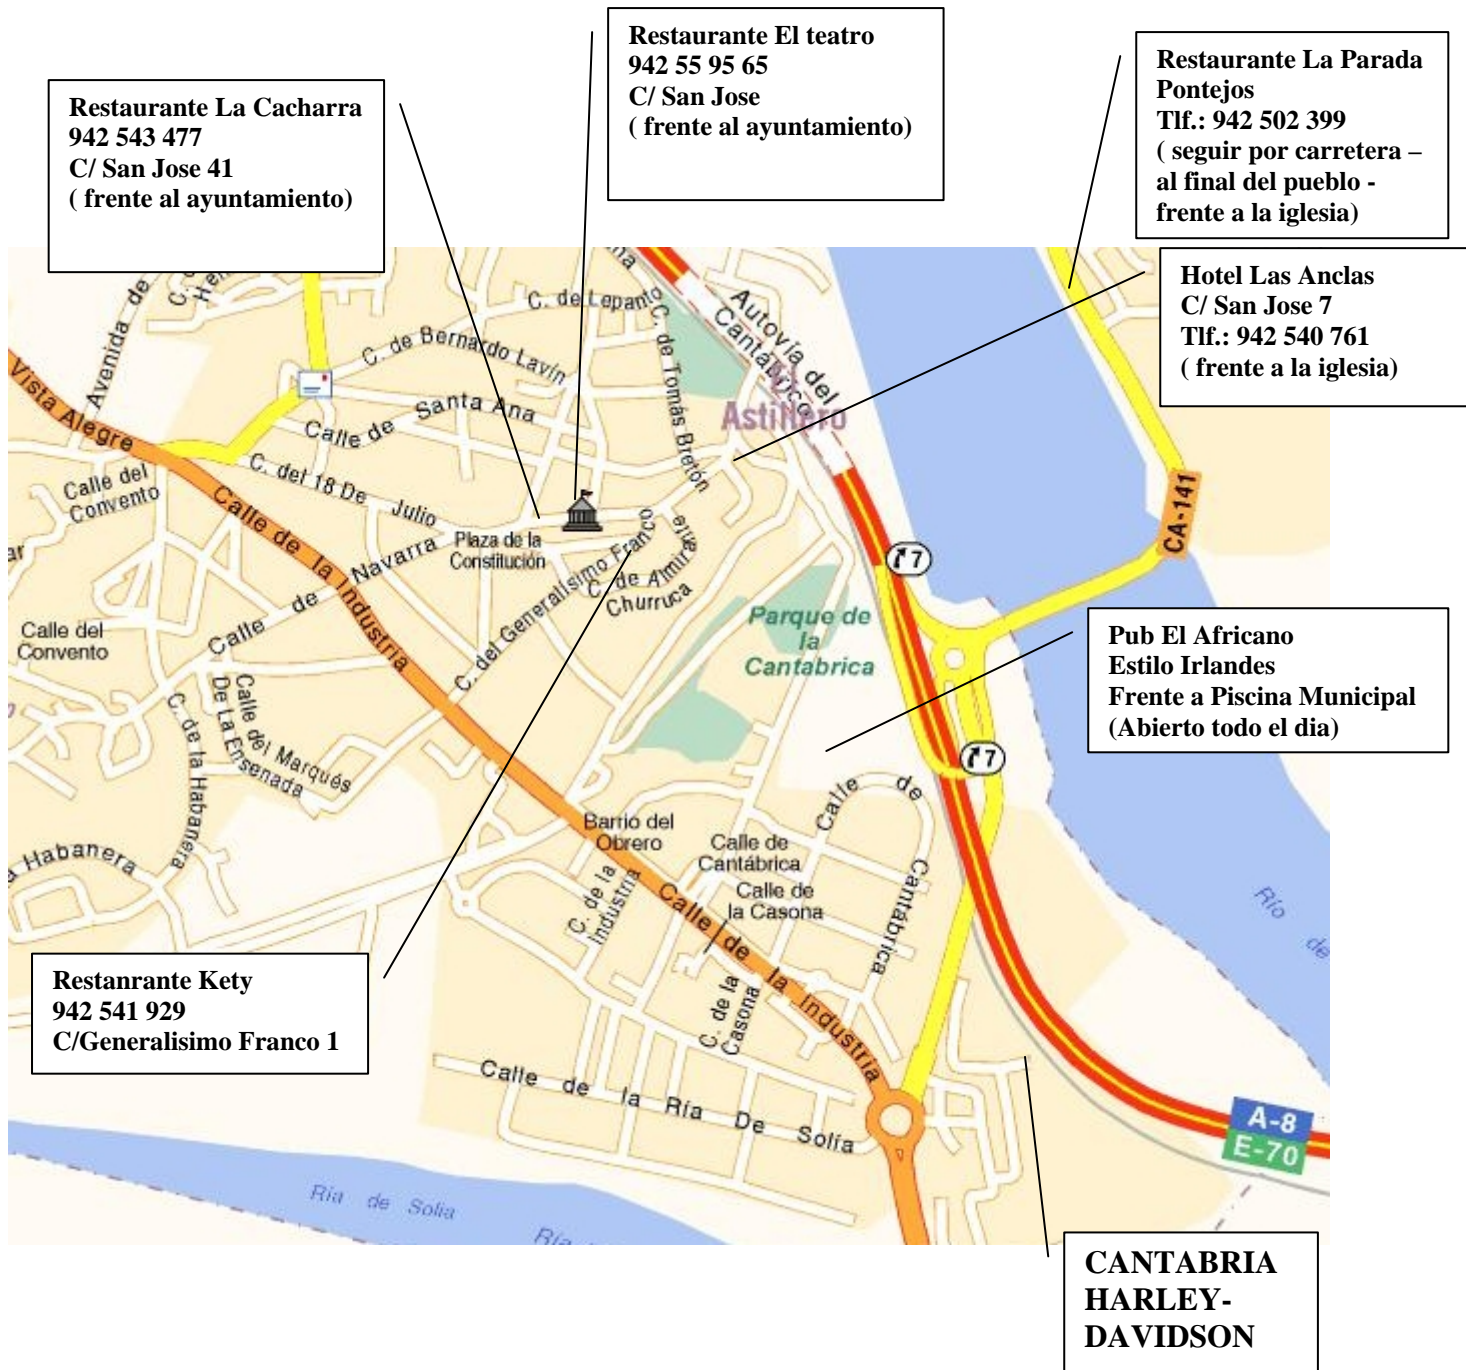 Restaurante El teatro
942 55 95 65
C/ San Jose
( frente al ayuntamiento)
Restaurante La Parada
Pontejos
Tlf.: 942 502 399
( seguir por carretera –
al final del pueblo -
frente a la iglesia)
Restaurante La Cacharra
942 543 477
C/ San Jose 41
( frente al ayuntamiento)
Hotel Las Anclas
C/ San Jose 7
Tlf.: 942 540 761
( frente a la iglesia)
Avenida de
C. de Lepanto
Autovía del
Cantábrico
C. de Bernardo Lavín
C. de Tomás Bretón
Vista Alegre
Calle de Santa Ana
Astillero
Calle del
Convento
C. del 18 De Julio
Calle de la Industria
Plaza de la
Constitución
Calle de Navarra
C. del Generalísimo Franco
C. de Almirante
Churruca
CA-141
7
Parque de
la
Cantabrica
Calle del
Convento
Pub El Africano
Estilo Irlandes
Frente a Piscina Municipal
(Abierto todo el dia)
Calle del Marqués
De La Ensenada
C. de la Habanera
7
Habanera
Barrio del
Obrero
Calle de
Cantábrica
Calle de Cantábrica
Calle de
la Casona
C. de la
Industria
Calle de la Industria
C. de la
Casona
Río
de
Restanrante Kety
942 541 929
C/Generalisimo Franco 1
Calle de la Ría De Solía
A-8
E-70
Ría de Solia
Ría
CANTABRIA
HARLEY-
DAVIDSON